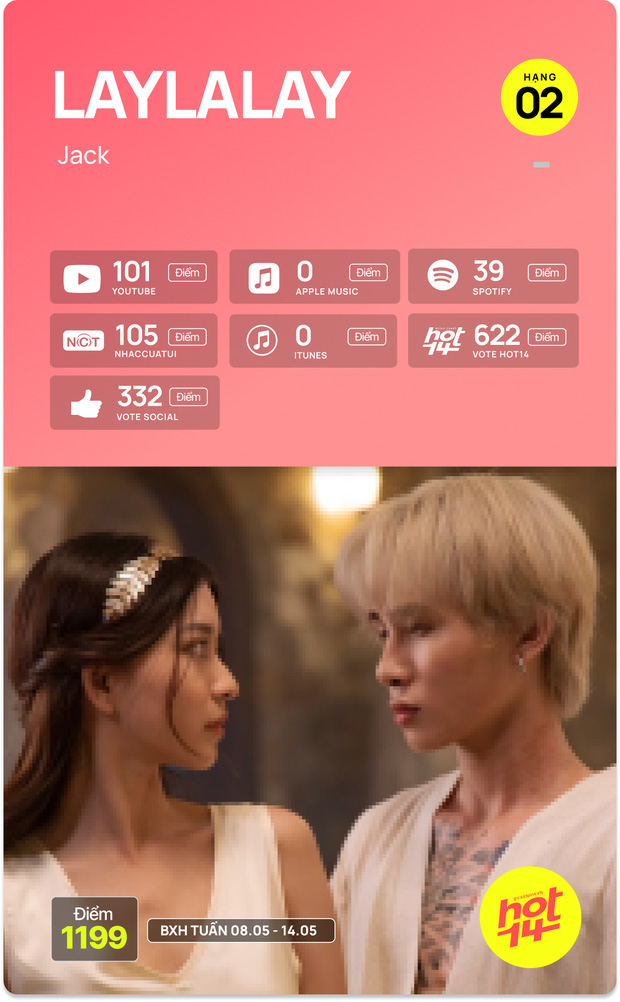 LAYLALAY
HẠNG
02
Jack
101 Điểm
YOUTUBE
0 Điểm
APPLE MUSIC
39 Điểm
SPOTIFY
NCT 105 Điểm
NHACCUATUI
0 Điểm
ITUNES
hot14 622 Điểm
VOTE HOT14
332 Điểm
VOTE SOCIAL
Điểm
1199
BXH TUẦN 08.05 - 14.05
hot
14